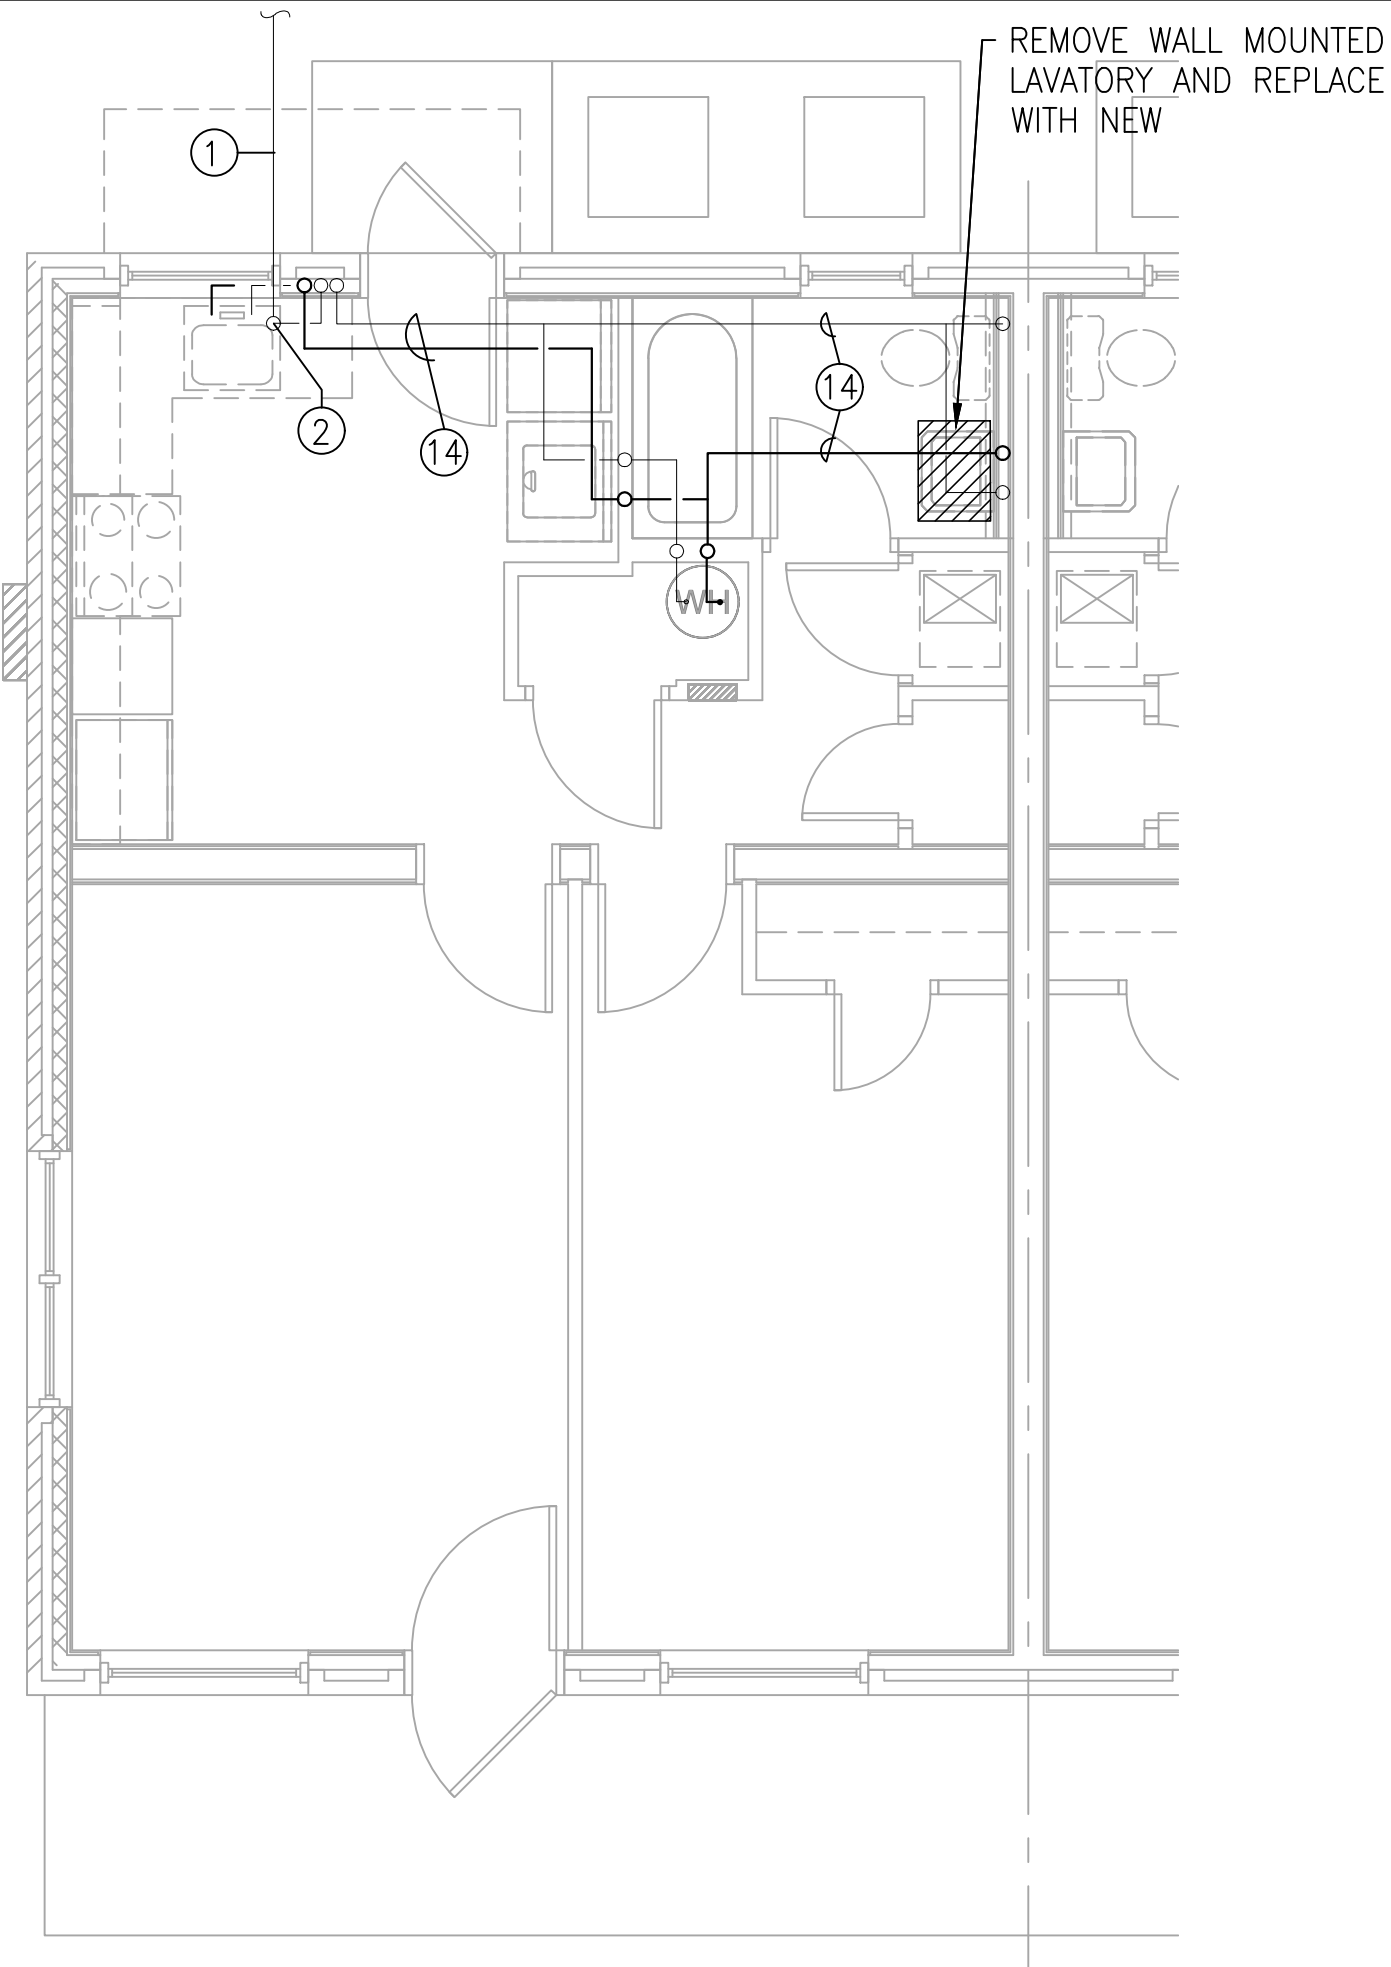 REMOVE WALL MOUNTED
LAVATORY AND REPLACE
WITH NEW
1
2
14
14
WH